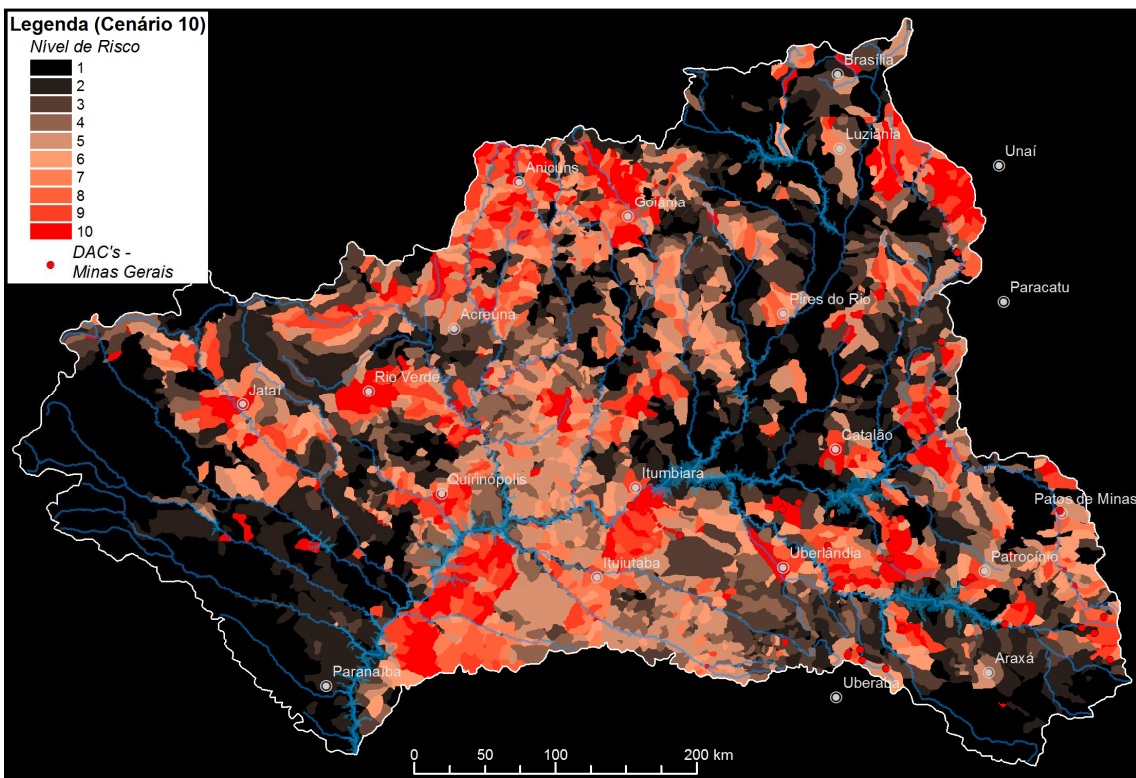 Legenda (Cenário 10)
Nível de Risco
1
2
3
4
5
6
7
8
9
10
DAC's -
Minas Gerais
Brasília
Luziânia
Unaí
Anicuns
Goiânia
Paracatu
Pires do Rio
Acreúna
Rio Verde
Jataí
Catalão
Itumbiara
Quirinópolis
Patos de Minas
Uberlândia
Patrocínio
Ituiutaba
Araxá
Paranaíba
Uberaba
0 50 100 200 km